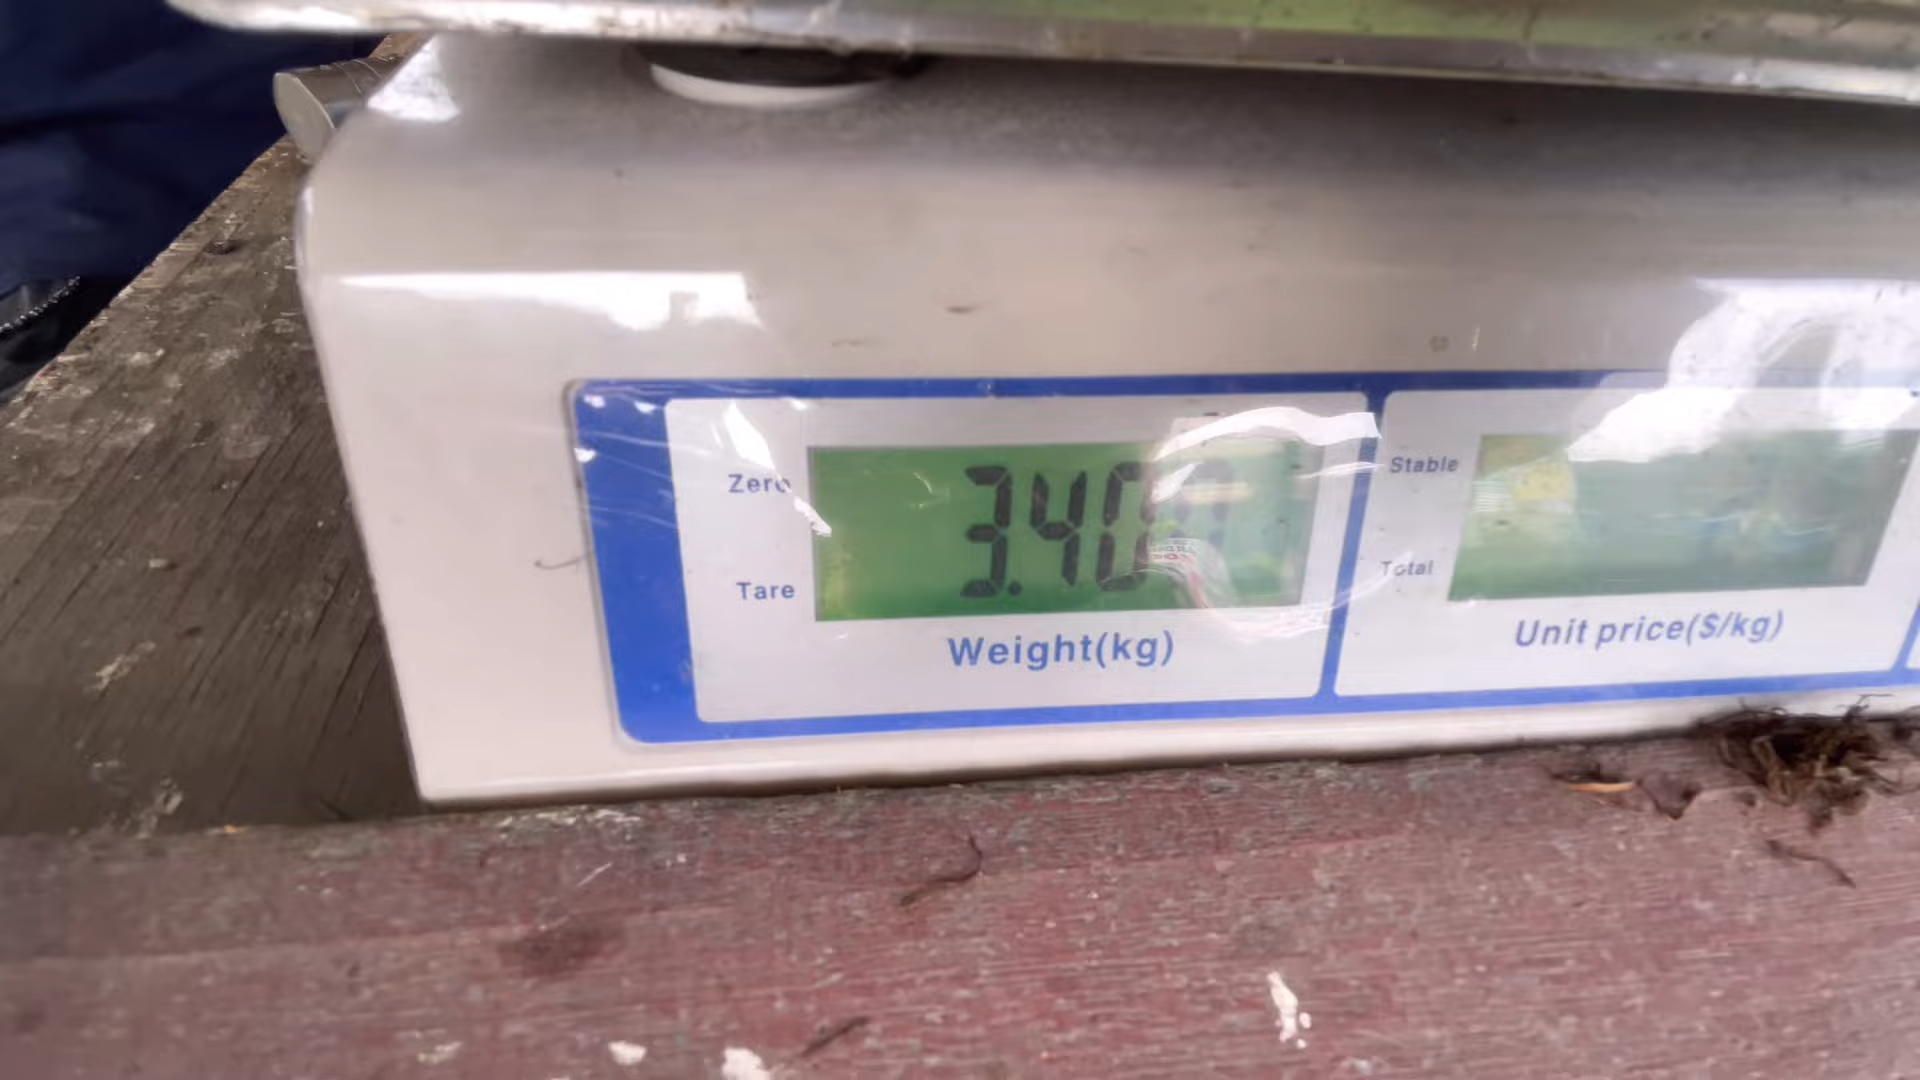 Zero
Tare
3.40
Weight(kg)
Stable
Total
Unit price($/kg)